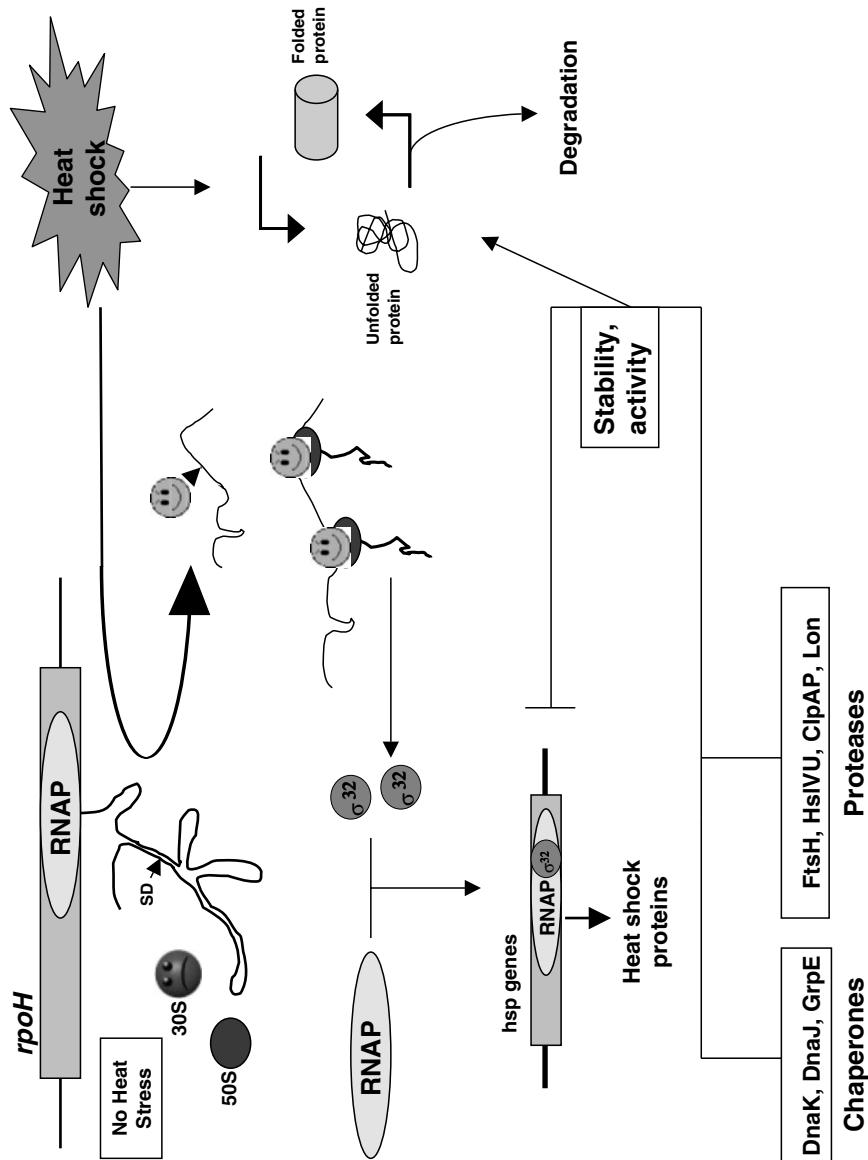 rpoH
RNAP
Heat
shock
No Heat
Stress
SD
30S
50S
Folded
protein
Unfolded
protein
Degradation
RNAP
σ32
σ32
hsp genes
RNAP
σ32
Heat shock
proteins
Stability,
activity
DnaK, DnaJ, GrpE
Chaperones
FtsH, HslVU, ClpAP, Lon
Proteases